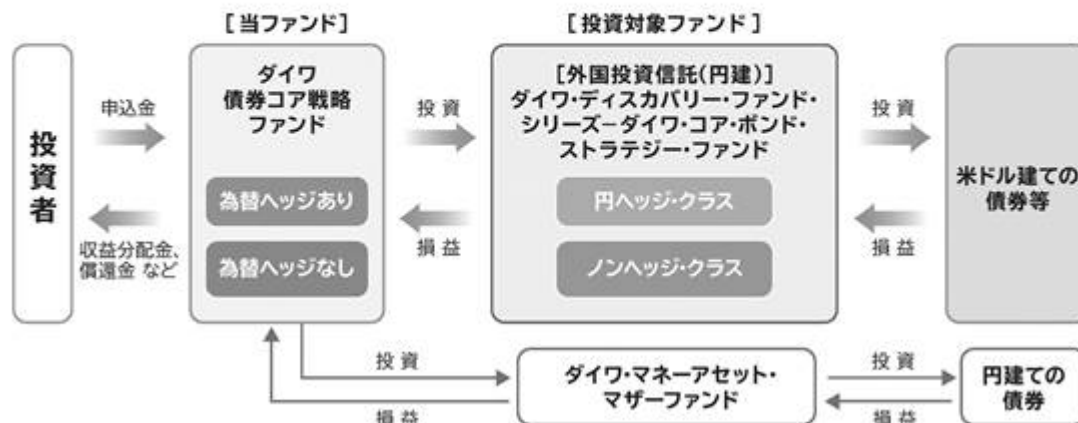 [当ファンド]
[投資対象ファンド]
投資者
申込金
収益分配金、
償還金 など
ダイワ
債券コア戦略
ファンド
為替ヘッジあり
為替ヘッジなし
投資
損益
[外国投資信託(円建)]
ダイワ・ディスカバリー・ファンド・
シリーズ－ダイワ・コア・ボンド・
ストラテジー・ファンド
円ヘッジ・クラス
ノンヘッジ・クラス
投資
損益
米ドル建ての
債券等
投資
損益
ダイワ・マネーアセット・
マザーファンド
投資
損益
円建ての
債券